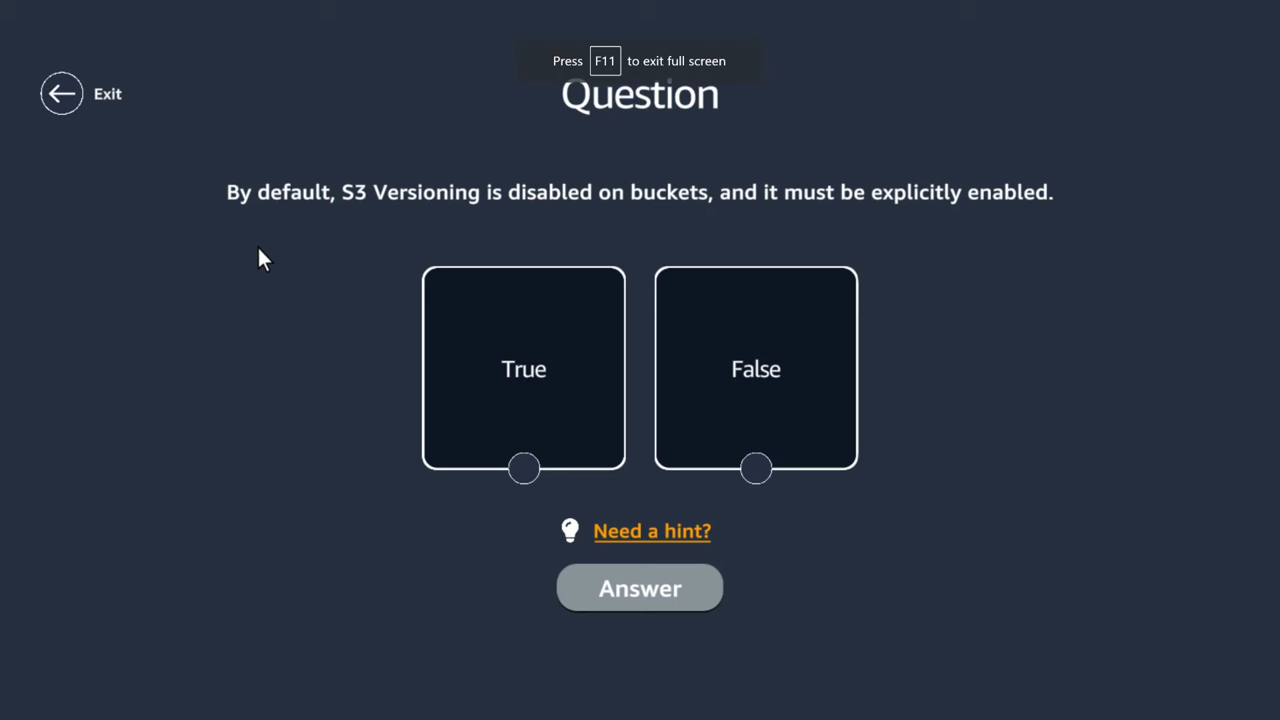 Press F11 to exit full screen
Exit
Question
By default, S3 Versioning is disabled on buckets, and it must be explicitly enabled.
True
False
Need a hint?
Answer